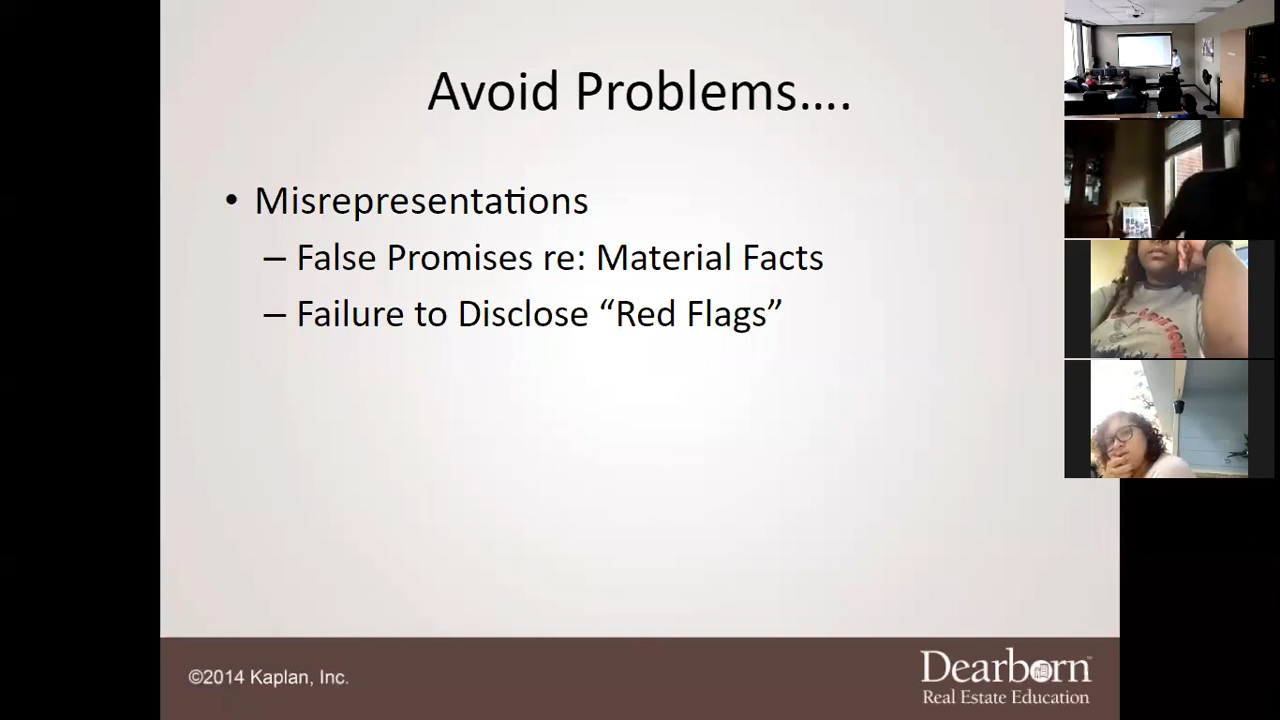 Avoid Problems....
• Misrepresentations
– False Promises re: Material Facts
– Failure to Disclose “Red Flags”
©2014 Kaplan, Inc.
Dearborn™
Real Estate Education